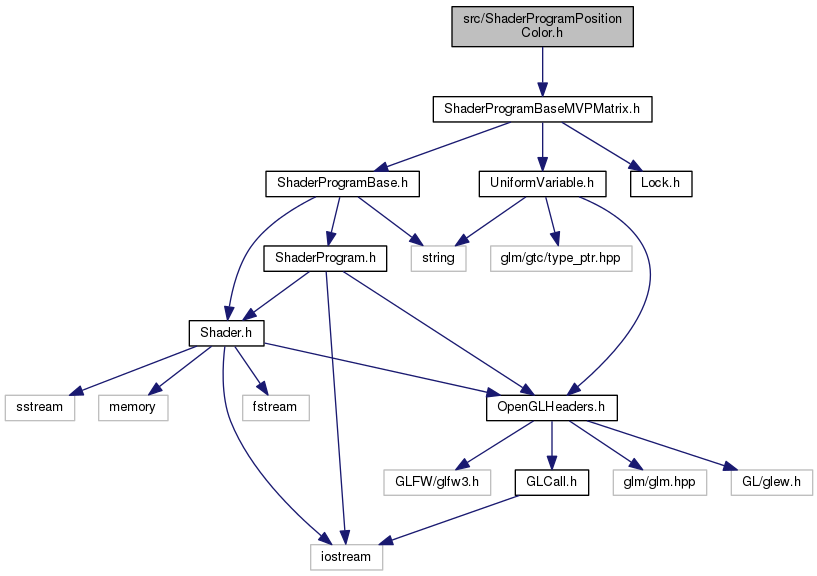 src/ShaderProgramPosition
Color.h
ShaderProgramBaseMVPMatrix.h
ShaderProgramBase.h
UniformVariable.h
Lock.h
ShaderProgram.h
string
glm/gtc/type_ptr.hpp
Shader.h
sstream
memory
fstream
OpenGLHeaders.h
GLFW/glfw3.h
GLCall.h
glm/glm.hpp
GL/glew.h
iostream